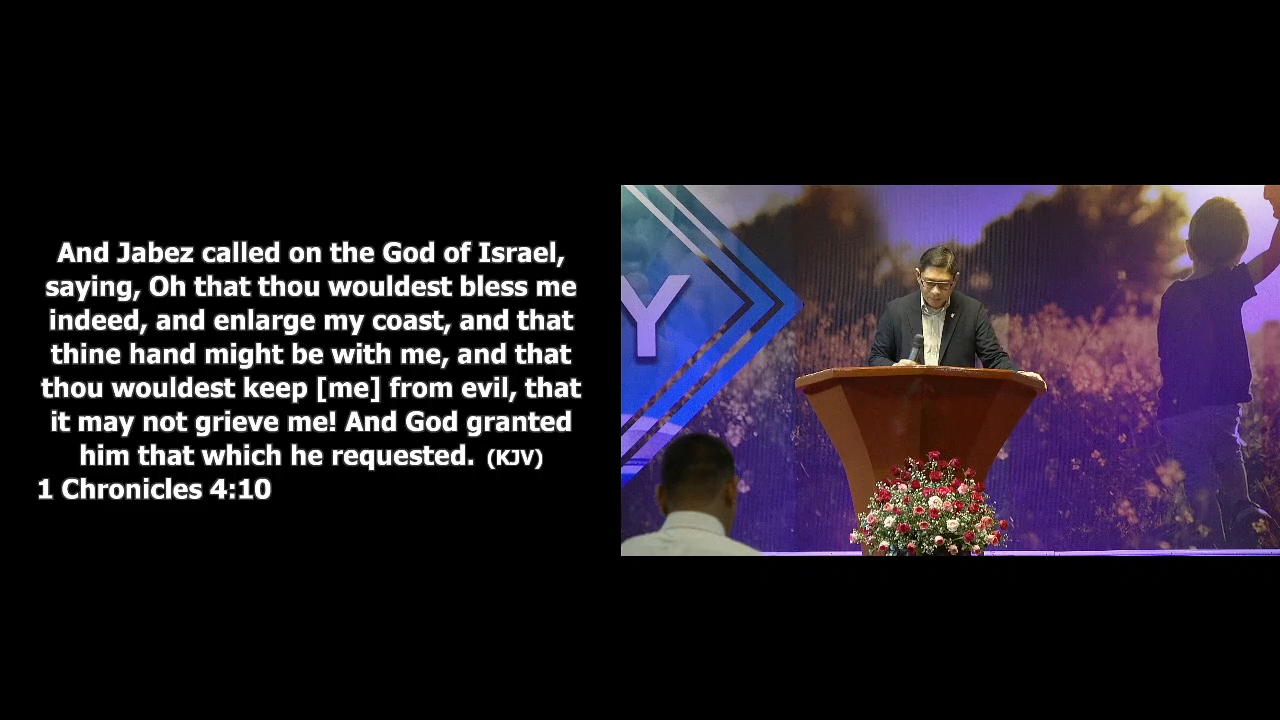 And Jabez called on the God of Israel,
saying, Oh that thou wouldest bless me
indeed, and enlarge my coast, and that
thine hand might be with me, and that
thou wouldest keep [me] from evil, that
it may not grieve me! And God granted
him that which he requested. (KJV)
1 Chronicles 4:10
Y